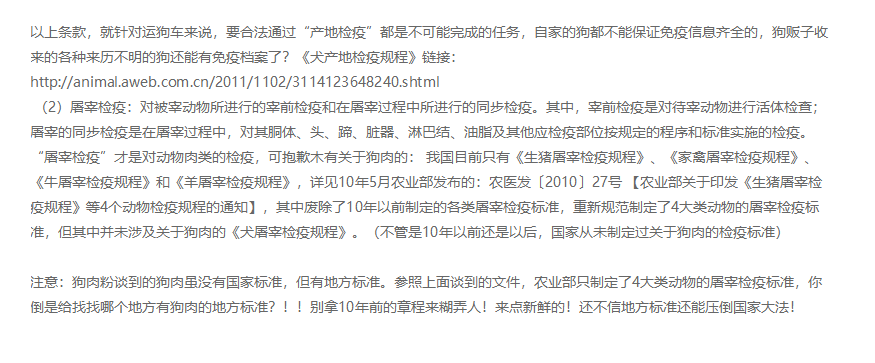 以上条款，就针对运狗车来说，要合法通过“产地检疫”都是不可能完成的任务，自家的狗都不能保证免疫信息齐全的，狗贩子收
来的各种来历不明的狗还能有免疫档案了？《犬产地检疫规程》链接：
http://animal.aweb.com.cn/2011/1102/3114123648240.shtml
（2）屠宰检疫：对被宰动物所进行的宰前检疫和在屠宰过程中所进行的同步检疫。其中，宰前检疫是对待宰动物进行活体检查；
屠宰的同步检疫是在屠宰过程中，对其胴体、头、蹄、脏器、淋巴结、油脂及其他应检疫部位按规定的程序和标准实施的检疫。
“屠宰检疫”才是对动物肉类的检疫，可抱歉木有关于狗肉的： 我国目前只有《生猪屠宰检疫规程》、《家禽屠宰检疫规程》、
《牛屠宰检疫规程》和《羊屠宰检疫规程》，详见10年5月农业部发布的：农医发〔2010〕27号 【农业部关于印发《生猪屠宰检
疫规程》等4个动物检疫规程的通知】，其中废除了10年以前制定的各类屠宰检疫标准，重新规范制定了4大类动物的屠宰检疫标
准，但其中并未涉及关于狗肉的《犬屠宰检疫规程》。（不管是10年以前还是以后，国家从未制定过关于狗肉的检疫标准）
注意：狗肉粉谈到的狗肉虽没有国家标准，但有地方标准。参照上面谈到的文件，农业部只制定了4大类动物的屠宰检疫标准，你
倒是给找找哪个地方有狗肉的地方标准？！！别拿10年前的章程来糊弄人！来点新鲜的！还不信地方标准还能压倒国家大法！